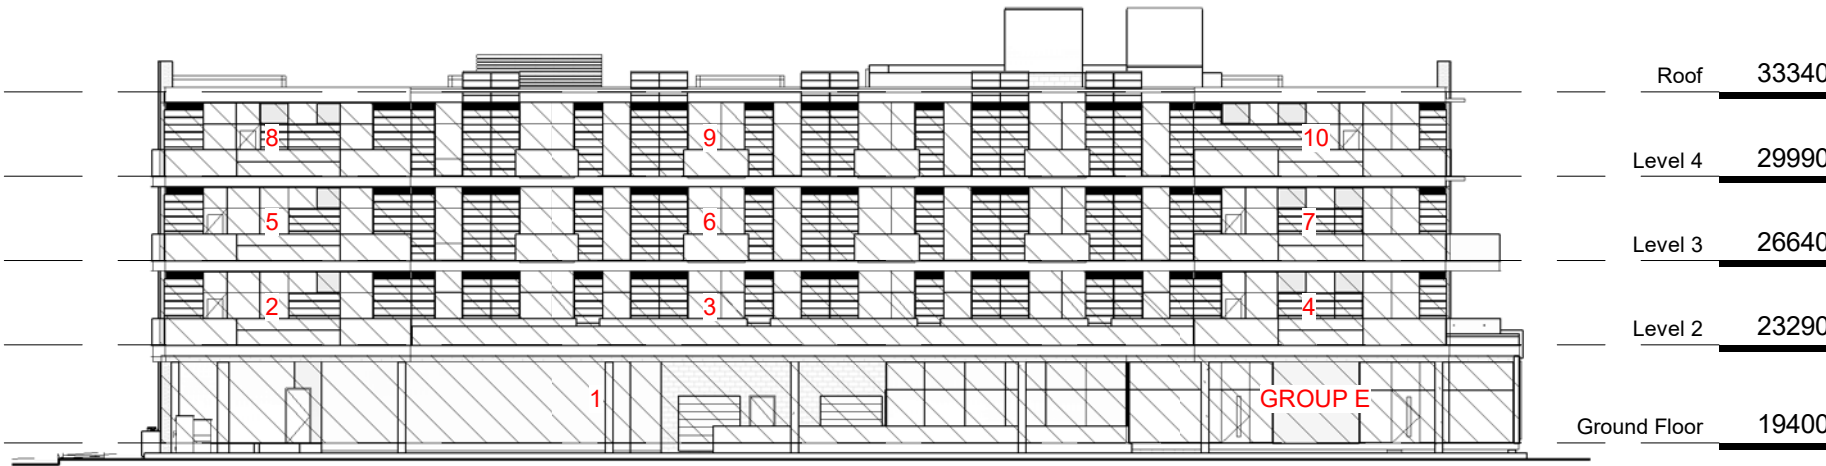 Roof 33340
8 9 10
Level 4 29990
5 6 7
Level 3 26640
2 3 4
Level 2 23290
1 GROUP E
Ground Floor 19400